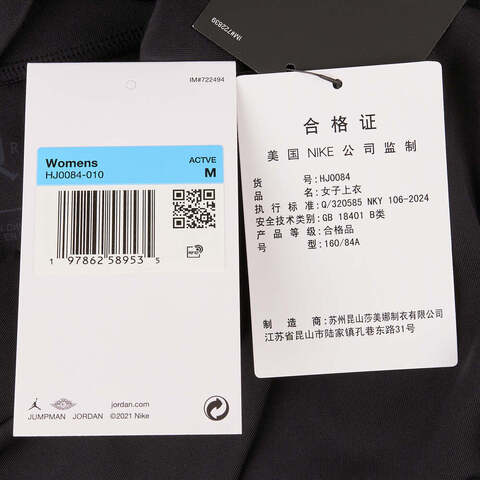 IM#722839
IM#722494
Womens
HJ0084-010
ACTVE
M
1 97862 58953 5
RFID
JUMPMAN JORDAN
jordan.com
©2021 Nike
合格证
美国 NIKE 公司监制
货号:HJ0084
品名:女子上衣
执行标准:Q/320585 NKY 106-2024
安全技术类别:GB 18401 B类
产品等级:合格品
号型:160/84A
制造商:苏州昆山莎美娜制衣有限公司
江苏省昆山市陆家镇孔巷东路31号